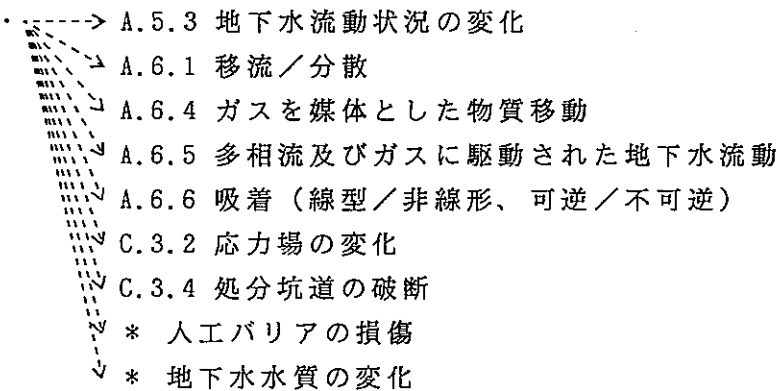 A.5.3 地下水流動状況の変化
A.6.1 移流／分散
A.6.4 ガスを媒体とした物質移動
A.6.5 多相流及びガスに駆動された地下水流動
A.6.6 吸着（線型／非線形、可逆／不可逆）
C.3.2 応力場の変化
C.3.4 処分坑道の破断
* 人工バリアの損傷
* 地下水水質の変化